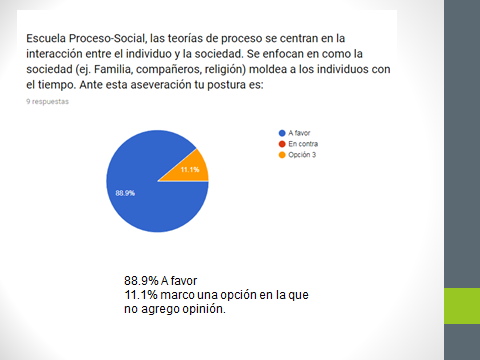 Escuela Proceso-Social, las teorías de proceso se centran en la
interacción entre el individuo y la sociedad. Se enfocan en como la
sociedad (ej. Familia, compañeros, religión) moldea a los individuos con
el tiempo. Ante esta aseveración tu postura es:
9 respuestas
A favor
En contra
Opción 3
11.1%
88.9%
88.9% A favor
11.1% marco una opción en la que
no agrego opinión.